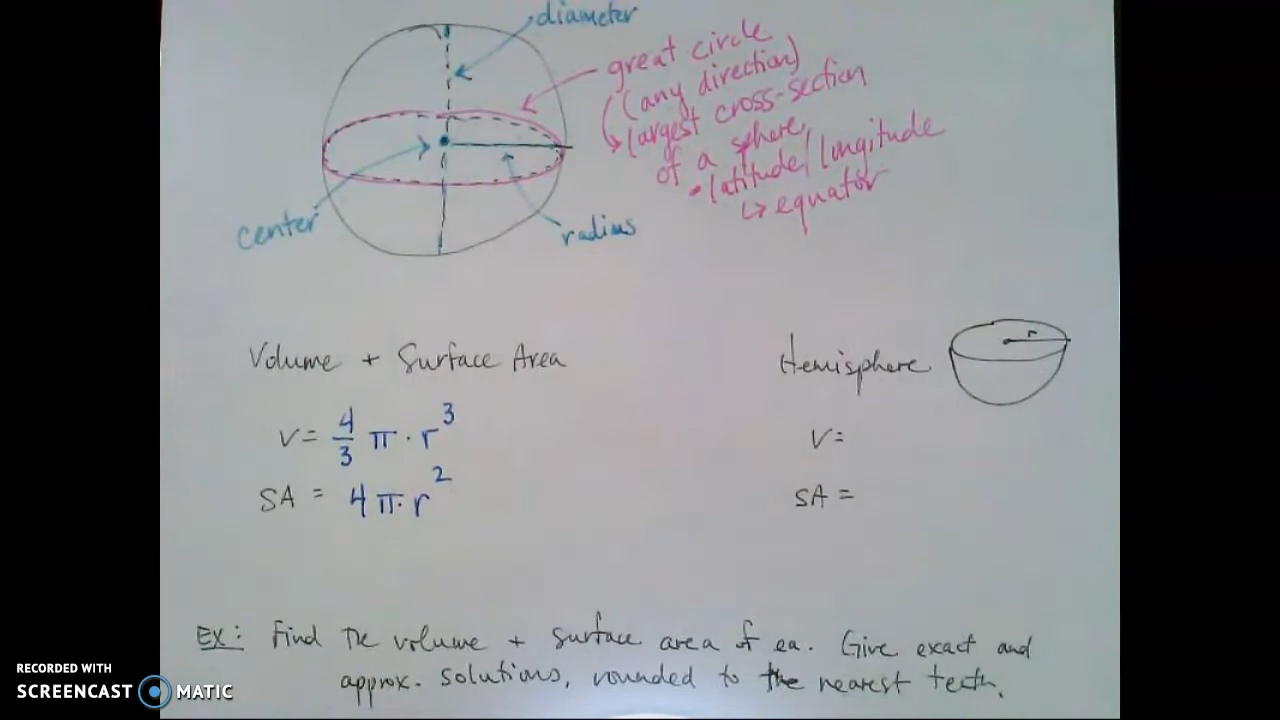 diameter
great circle
(any direction)
↳ largest cross-section
of a sphere
• latitude/longitude
↳ equator
center
radius
Volume + Surface Area
V = 4/3 π · r³
SA = 4π · r²
Hemisphere
r
V =
SA =
Ex: Find the volume + surface area of ea. Give exact and
approx. solutions, rounded to the nearest tenth.
RECORDED WITH
SCREENCAST MATIC